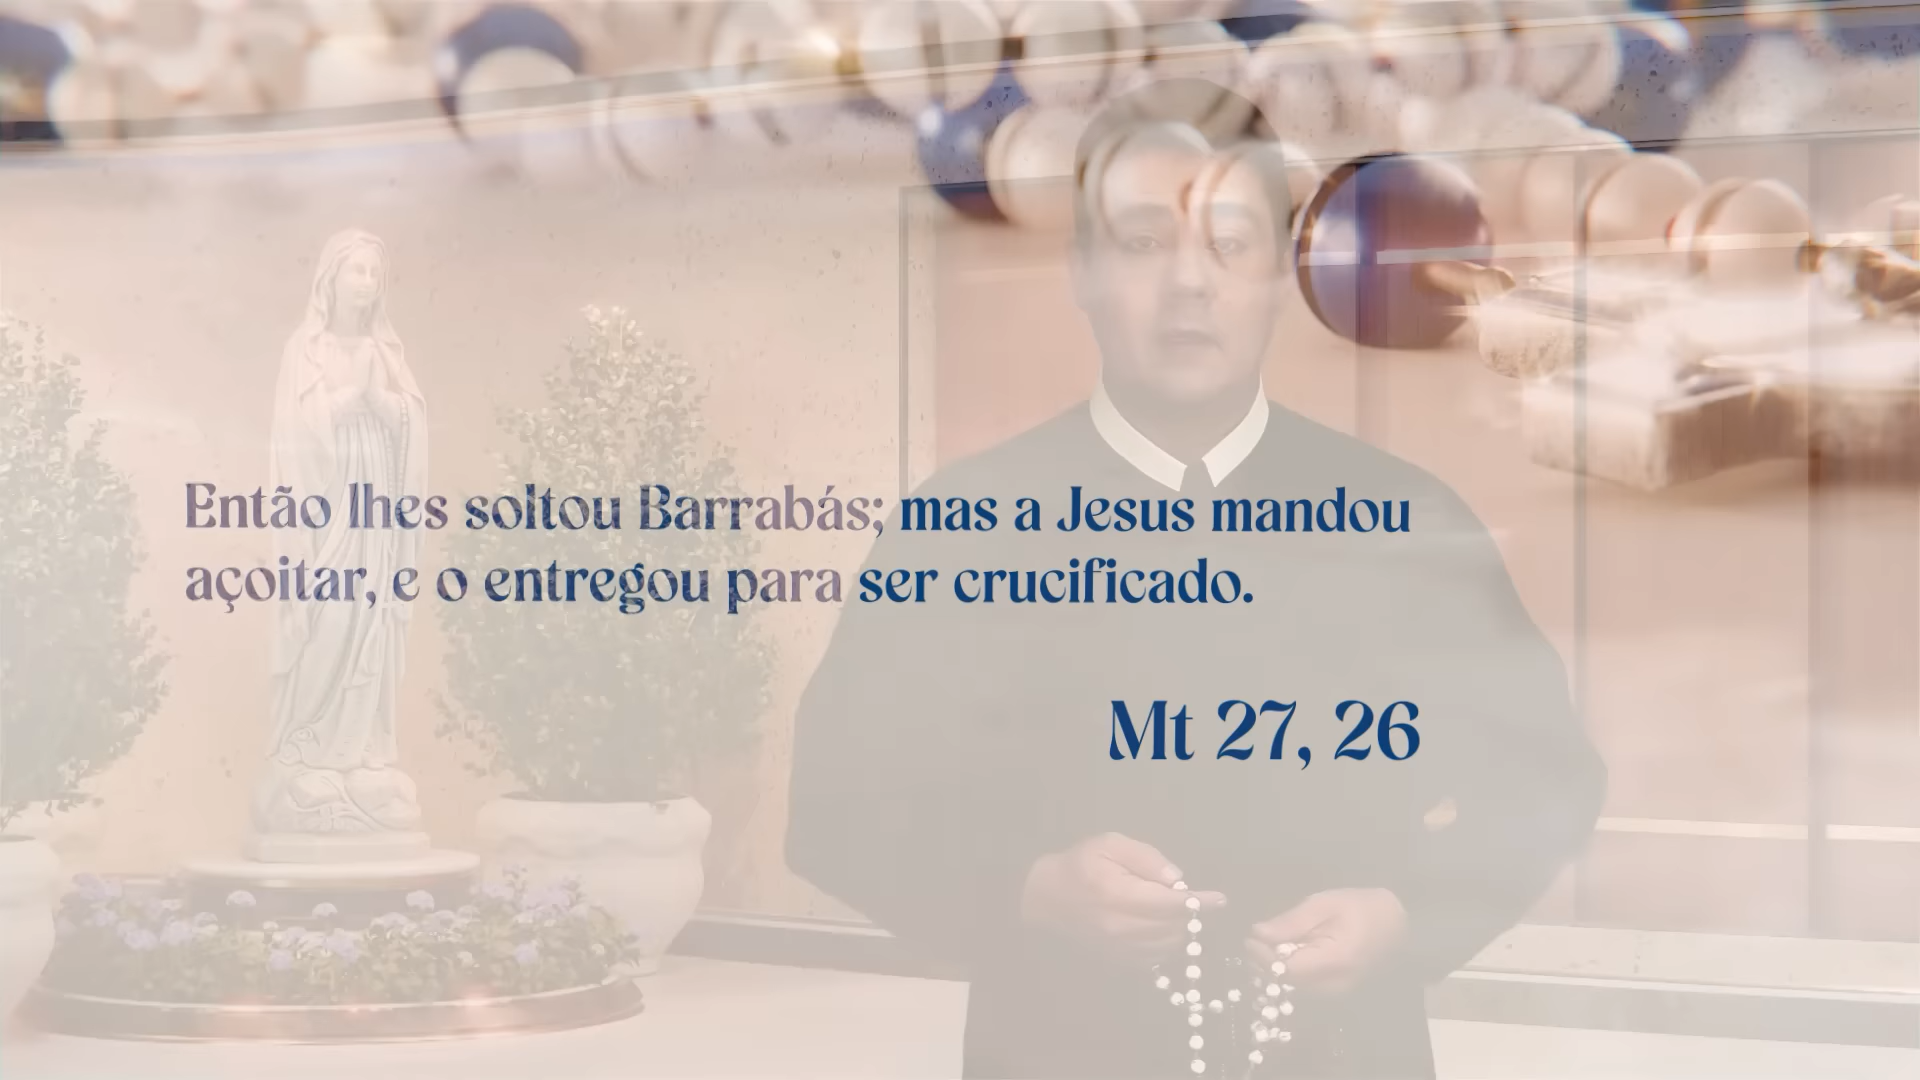 Então lhes soltou Barrabás; mas a Jesus mandou
açoitar, e o entregou para ser crucificado.
Mt 27, 26